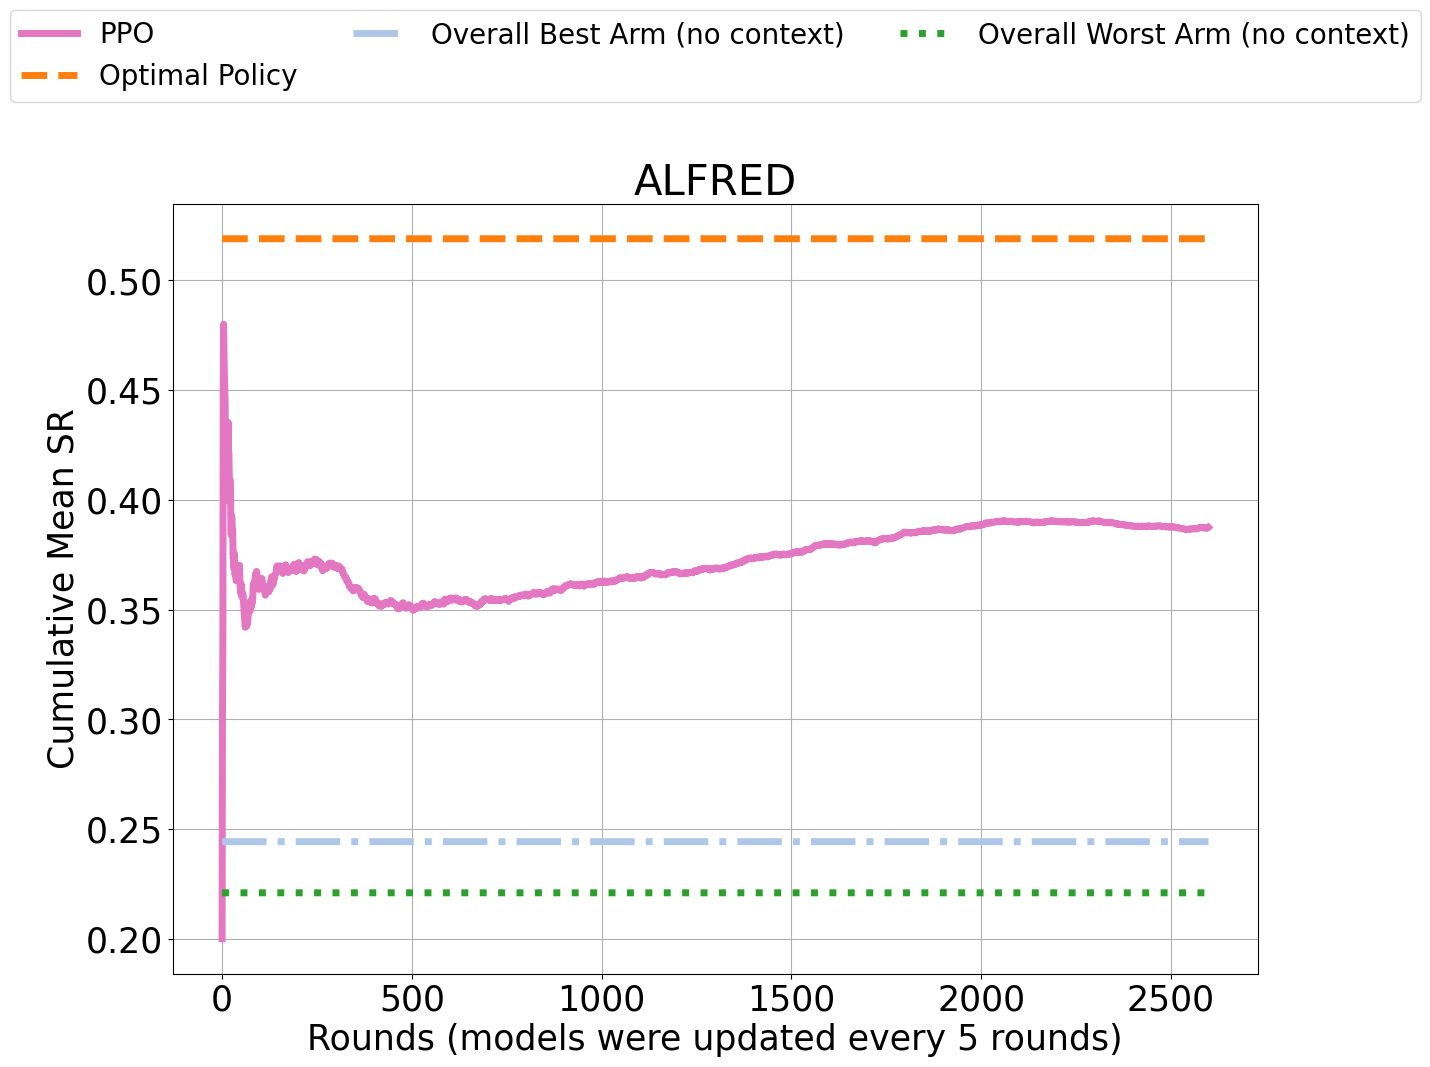 PPO
Optimal Policy
Overall Best Arm (no context)
Overall Worst Arm (no context)
ALFRED
Cumulative Mean SR
0.50
0.45
0.40
0.35
0.30
0.25
0.20
0 500 1000 1500 2000 2500
Rounds (models were updated every 5 rounds)